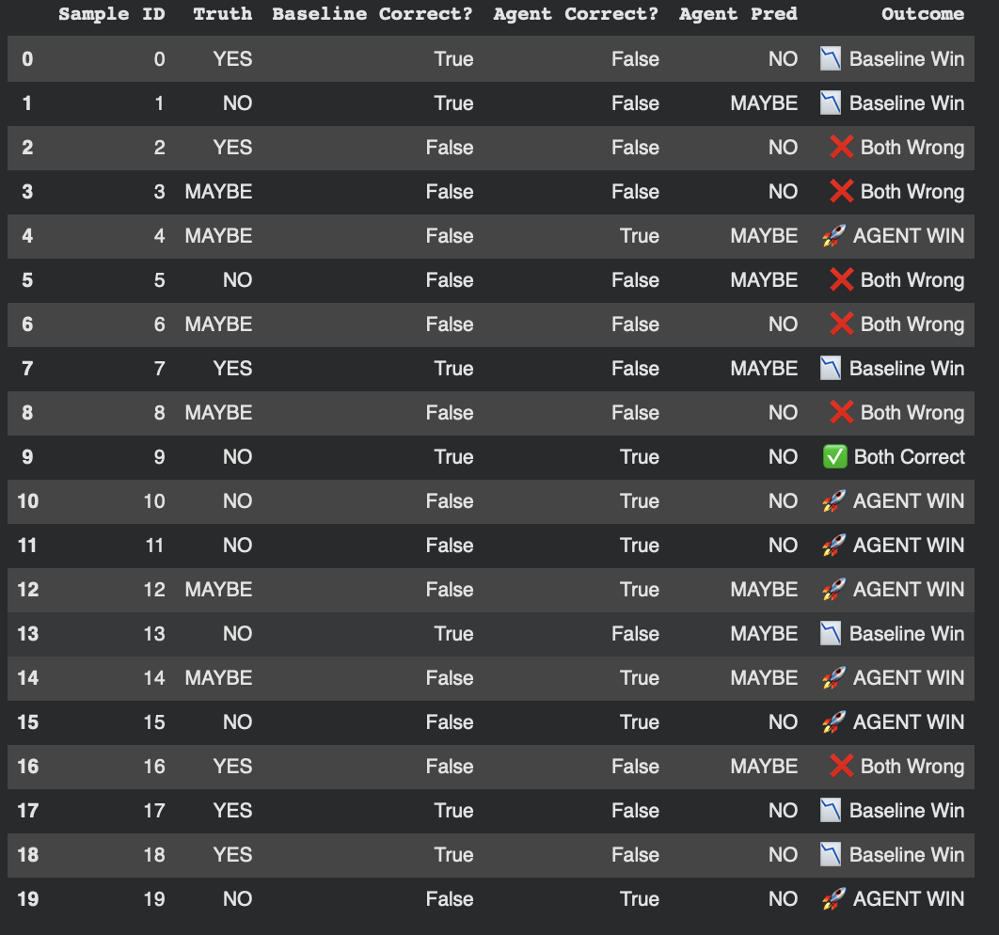 Sample ID Truth Baseline Correct? Agent Correct? Agent Pred Outcome
0 0 YES True False NO 📉 Baseline Win
1 1 NO True False MAYBE 📉 Baseline Win
2 2 YES False False NO ❌ Both Wrong
3 3 MAYBE False False NO ❌ Both Wrong
4 4 MAYBE False True MAYBE 🚀 AGENT WIN
5 5 NO False False MAYBE ❌ Both Wrong
6 6 MAYBE False False NO ❌ Both Wrong
7 7 YES True False MAYBE 📉 Baseline Win
8 8 MAYBE False False NO ❌ Both Wrong
9 9 NO True True NO ✅ Both Correct
10 10 NO False True NO 🚀 AGENT WIN
11 11 NO False True NO 🚀 AGENT WIN
12 12 MAYBE False True MAYBE 🚀 AGENT WIN
13 13 NO True False MAYBE 📉 Baseline Win
14 14 MAYBE False True MAYBE 🚀 AGENT WIN
15 15 NO False True NO 🚀 AGENT WIN
16 16 YES False False MAYBE ❌ Both Wrong
17 17 YES True False NO 📉 Baseline Win
18 18 YES True False NO 📉 Baseline Win
19 19 NO False True NO 🚀 AGENT WIN